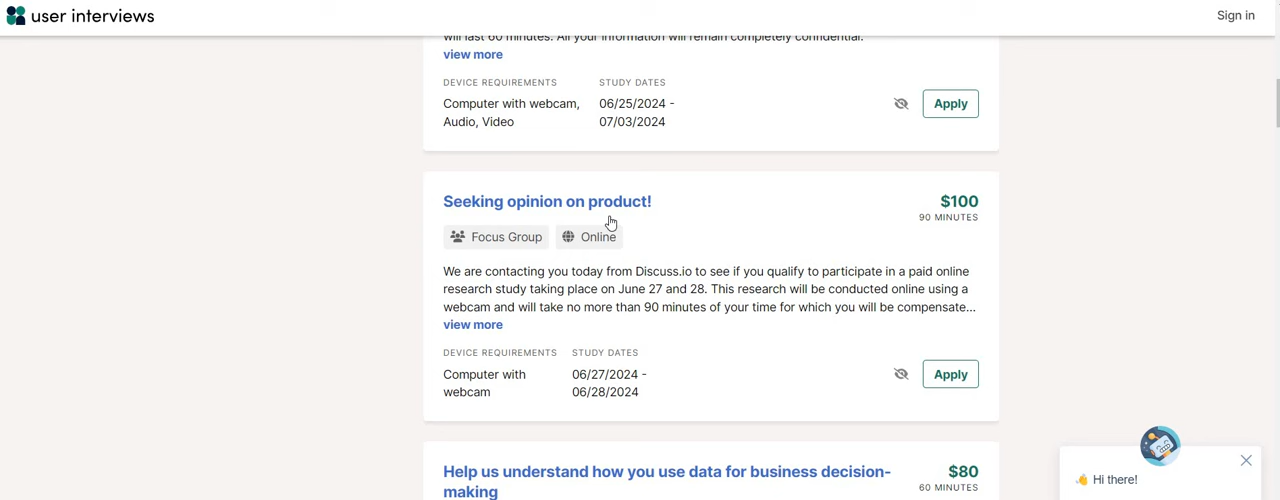 user interviews
Sign in
will last 60 minutes. All your information will remain completely confidential.
view more
DEVICE REQUIREMENTS
STUDY DATES
Computer with webcam,
Audio, Video
06/25/2024 -
07/03/2024
Apply
Seeking opinion on product!
$100
90 MINUTES
Focus Group
Online
We are contacting you today from Discuss.io to see if you qualify to participate in a paid online
research study taking place on June 27 and 28. This research will be conducted online using a
webcam and will take no more than 90 minutes of your time for which you will be compensate...
view more
DEVICE REQUIREMENTS
STUDY DATES
Computer with
webcam
06/27/2024 -
06/28/2024
Apply
Help us understand how you use data for business decision-
making
$80
60 MINUTES
👋 Hi there!